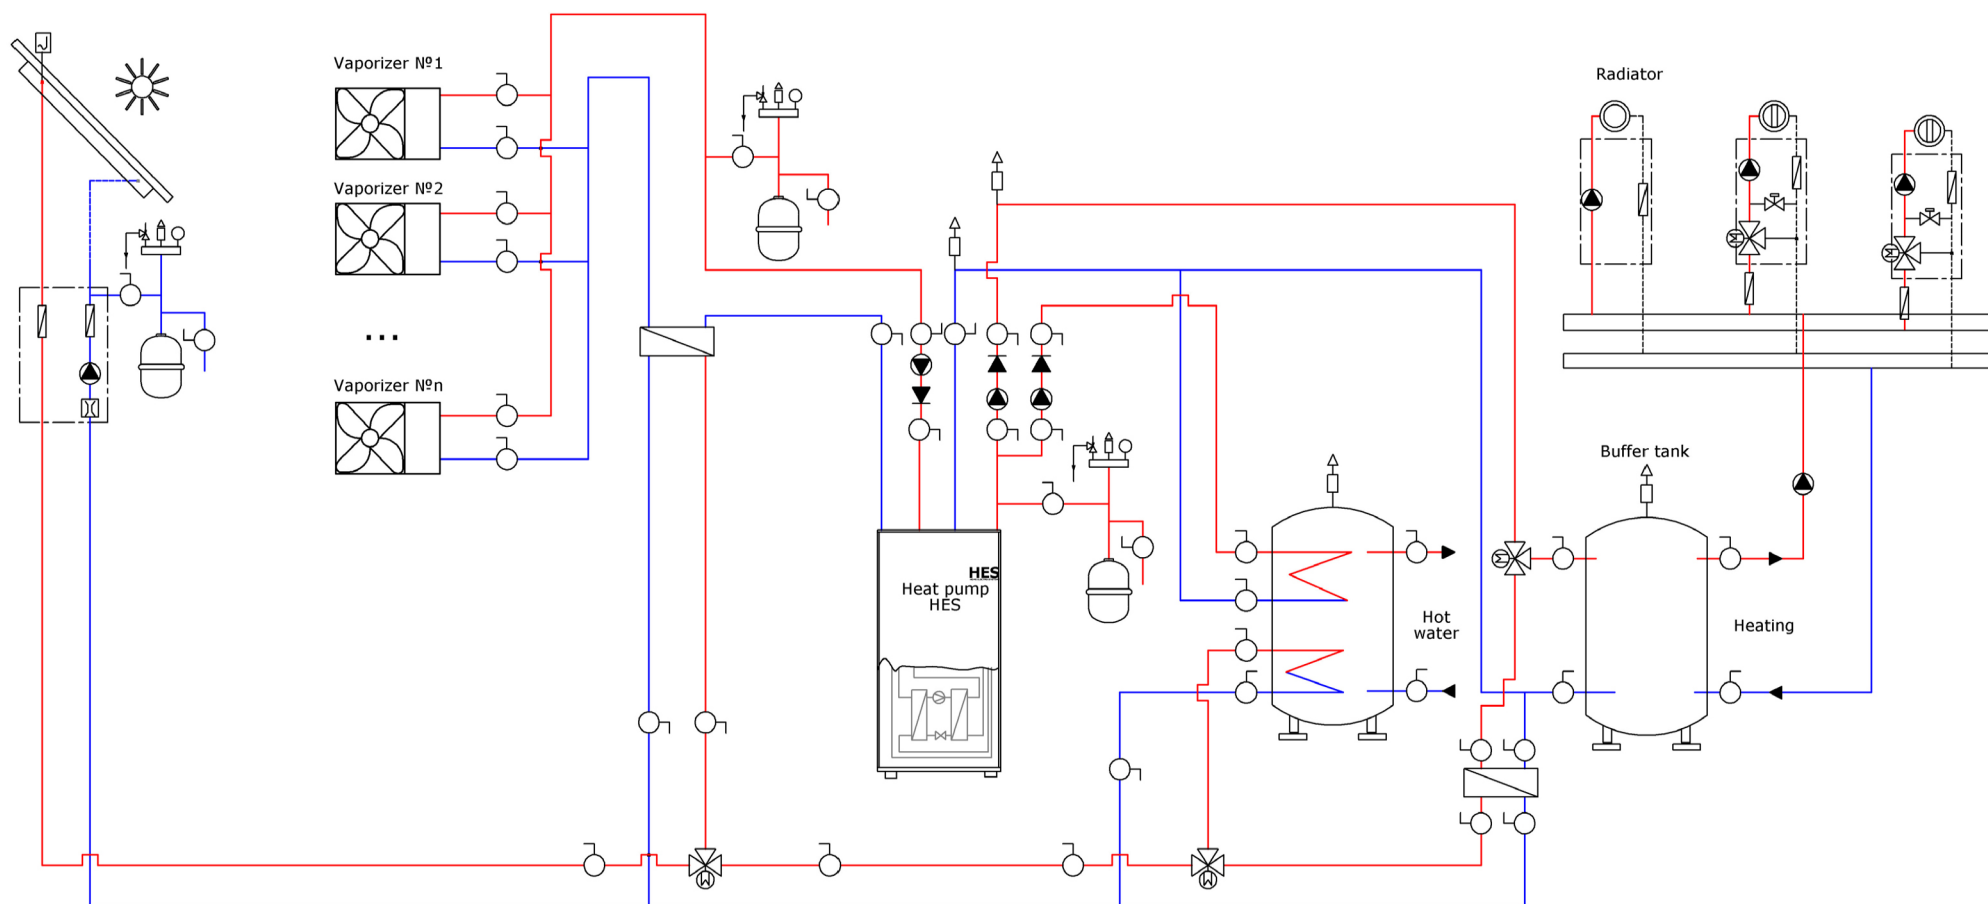 Vaporizer №1
Vaporizer №2
...
Vaporizer №n
HES
Heat pump
HES
Hot
water
Radiator
Buffer tank
Heating